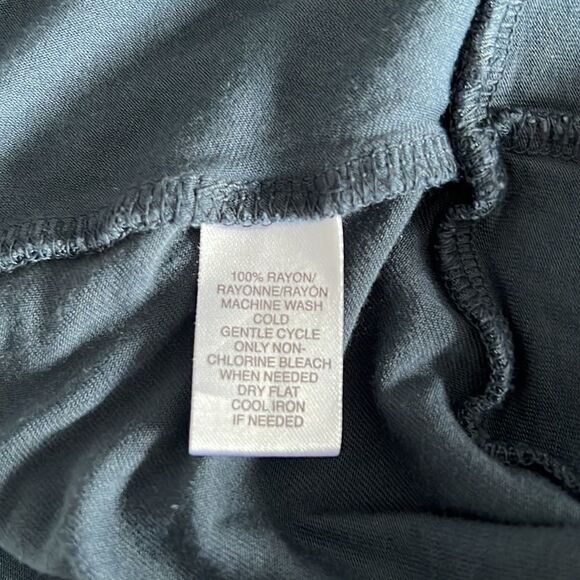 100% RAYON/
RAYONNE/RAYÓN
MACHINE WASH
COLD
GENTLE CYCLE
ONLY NON-
CHLORINE BLEACH
WHEN NEEDED
DRY FLAT
COOL IRON
IF NEEDED